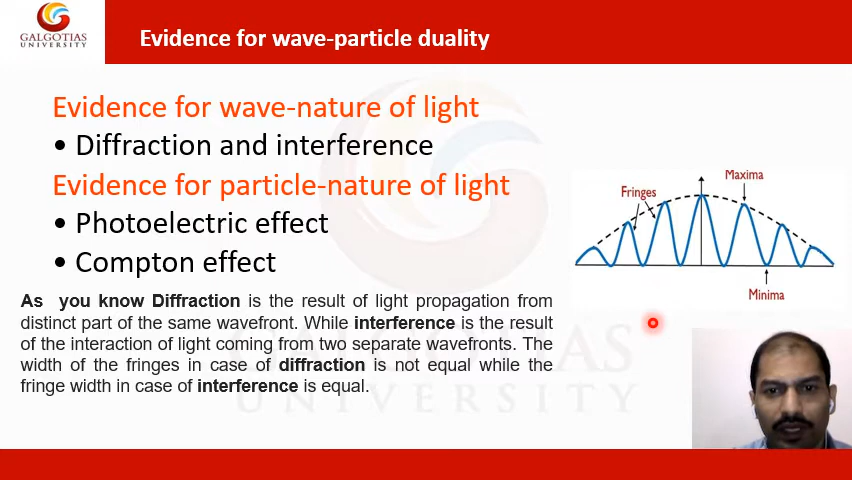 GALGOTIAS
UNIVERSITY
Evidence for wave-particle duality
Evidence for wave-nature of light
• Diffraction and interference
Evidence for particle-nature of light
• Photoelectric effect
• Compton effect
As you know Diffraction is the result of light propagation from
distinct part of the same wavefront. While interference is the result
of the interaction of light coming from two separate wavefronts. The
width of the fringes in case of diffraction is not equal while the
fringe width in case of interference is equal.
Fringes
Maxima
Minima
GALGOTIAS
UNIVERSITY